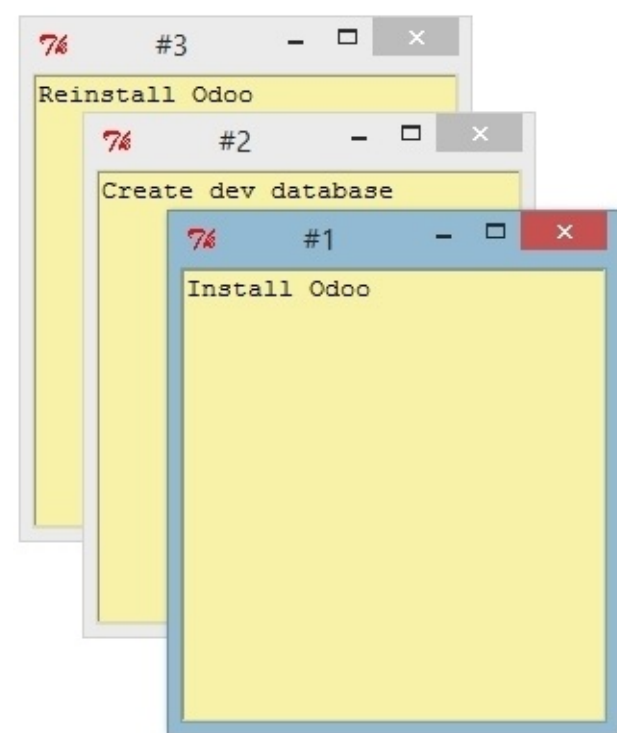 #3
Reinstall Odoo
#2
Create dev database
#1
Install Odoo